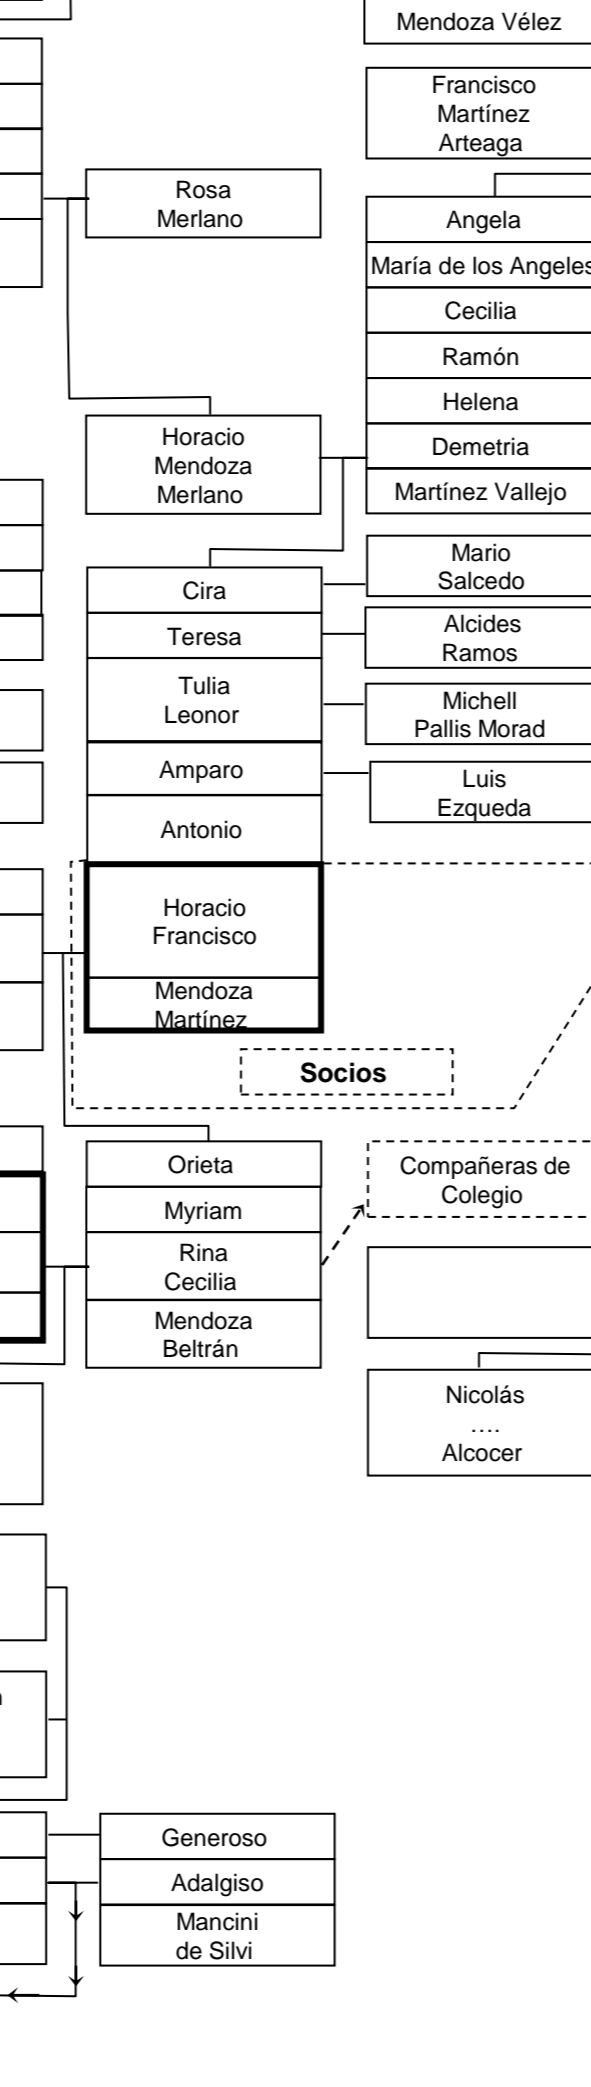 Mendoza Vélez
Francisco
Martínez
Arteaga
Rosa
Merlano
Angela
María de los Angeles
Cecilia
Ramón
Helena
Demetria
Martínez Vallejo
Horacio
Mendoza
Merlano
Cira
Teresa
Tulia
Leonor
Amparo
Antonio
Horacio
Francisco
Mendoza
Martínez
Mario
Salcedo
Alcides
Ramos
Michell
Pallis Morad
Luis
Ezqueda
Socios
Orieta
Myriam
Rina
Cecilia
Mendoza
Beltrán
Compañeras de
Colegio
Nicolás
....
Alcocer
Generoso
Adalgiso
Mancini
de Silvi